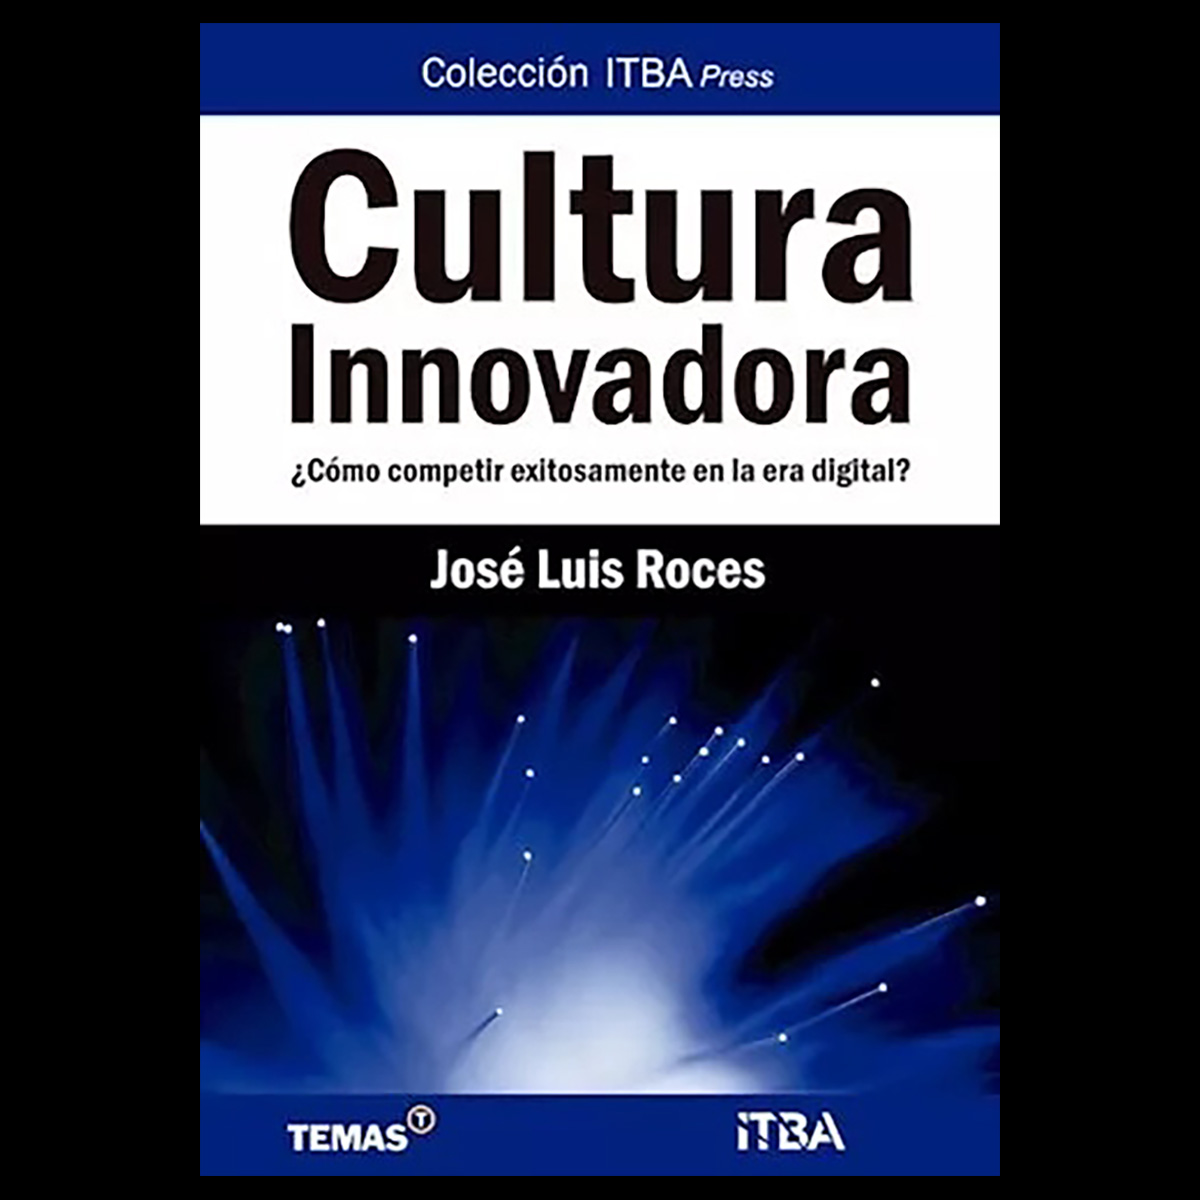 Colección ITBA Press
Cultura
Innovadora
¿Cómo competir exitosamente en la era digital?
José Luis Roces
TEMAS T
ITBA